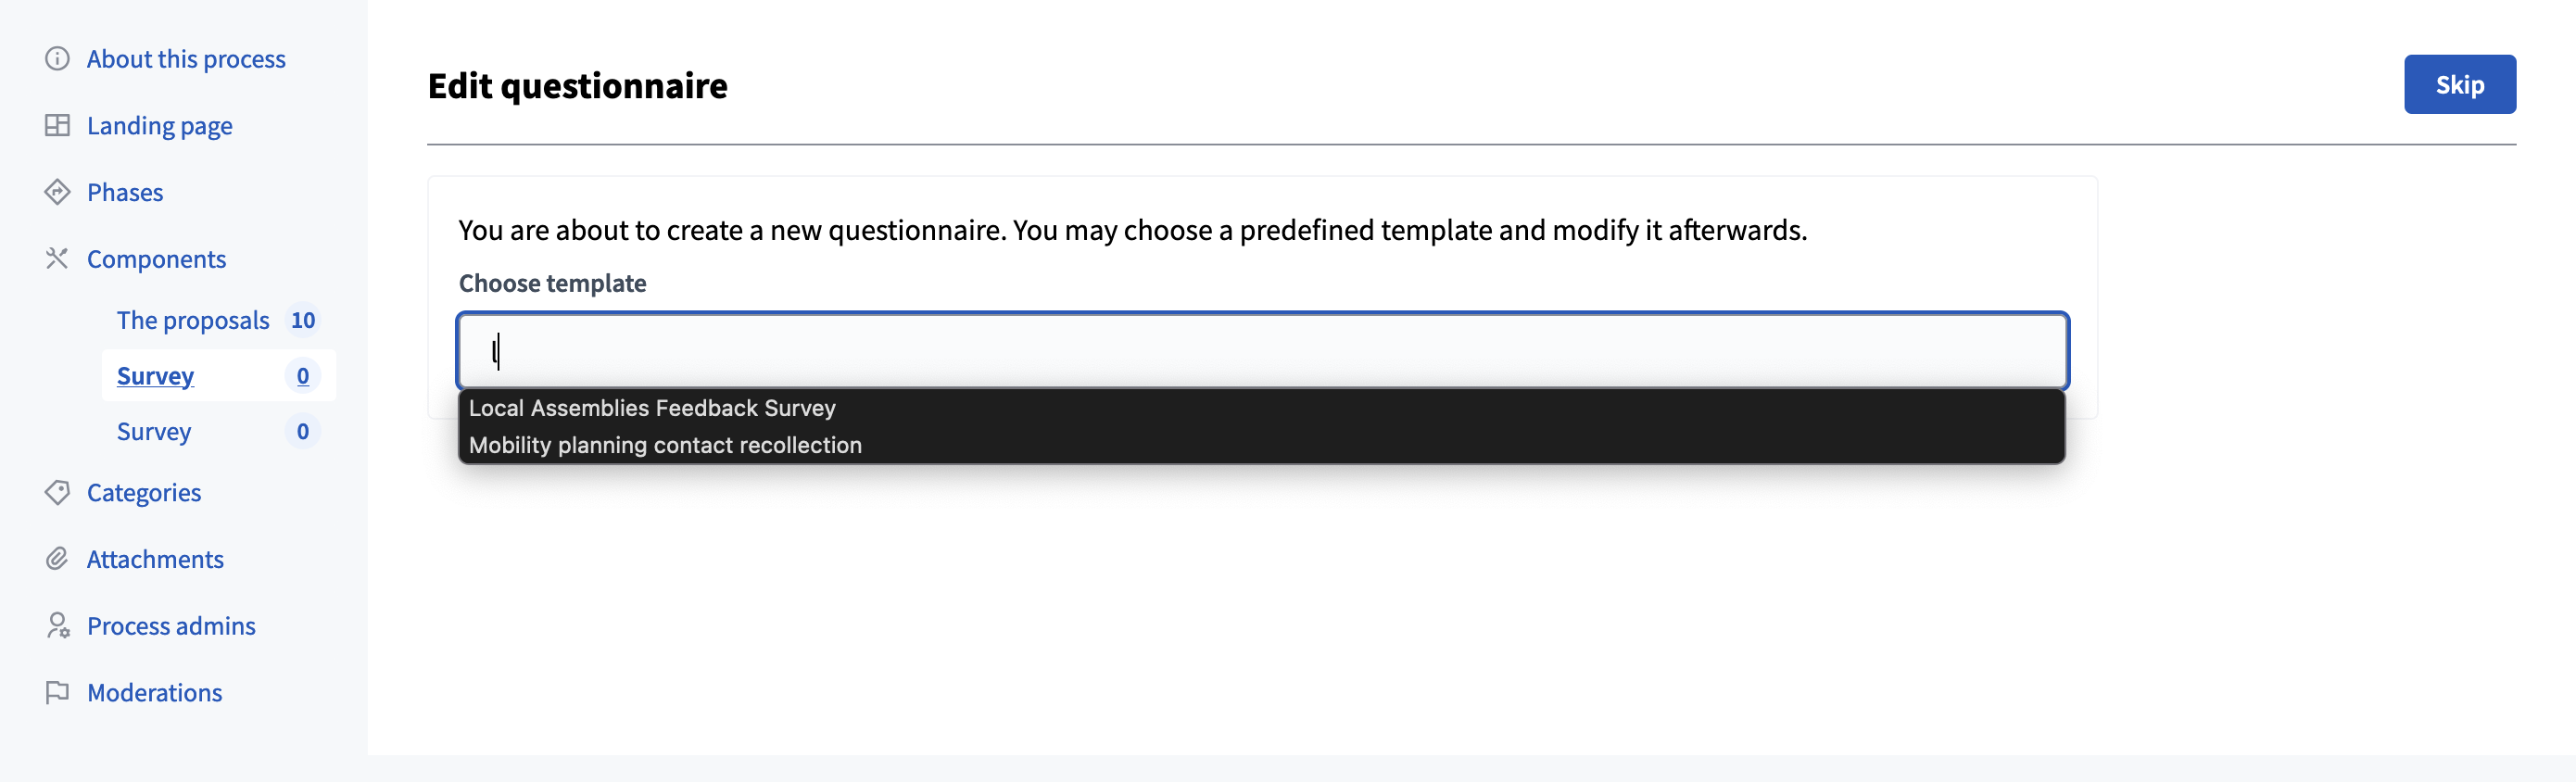 About this process
Landing page
Phases
Components
The proposals 10
Survey 0
Survey 0
Categories
Attachments
Process admins
Moderations
Edit questionnaire
Skip
You are about to create a new questionnaire. You may choose a predefined template and modify it afterwards.
Choose template
l
Local Assemblies Feedback Survey
Mobility planning contact recollection